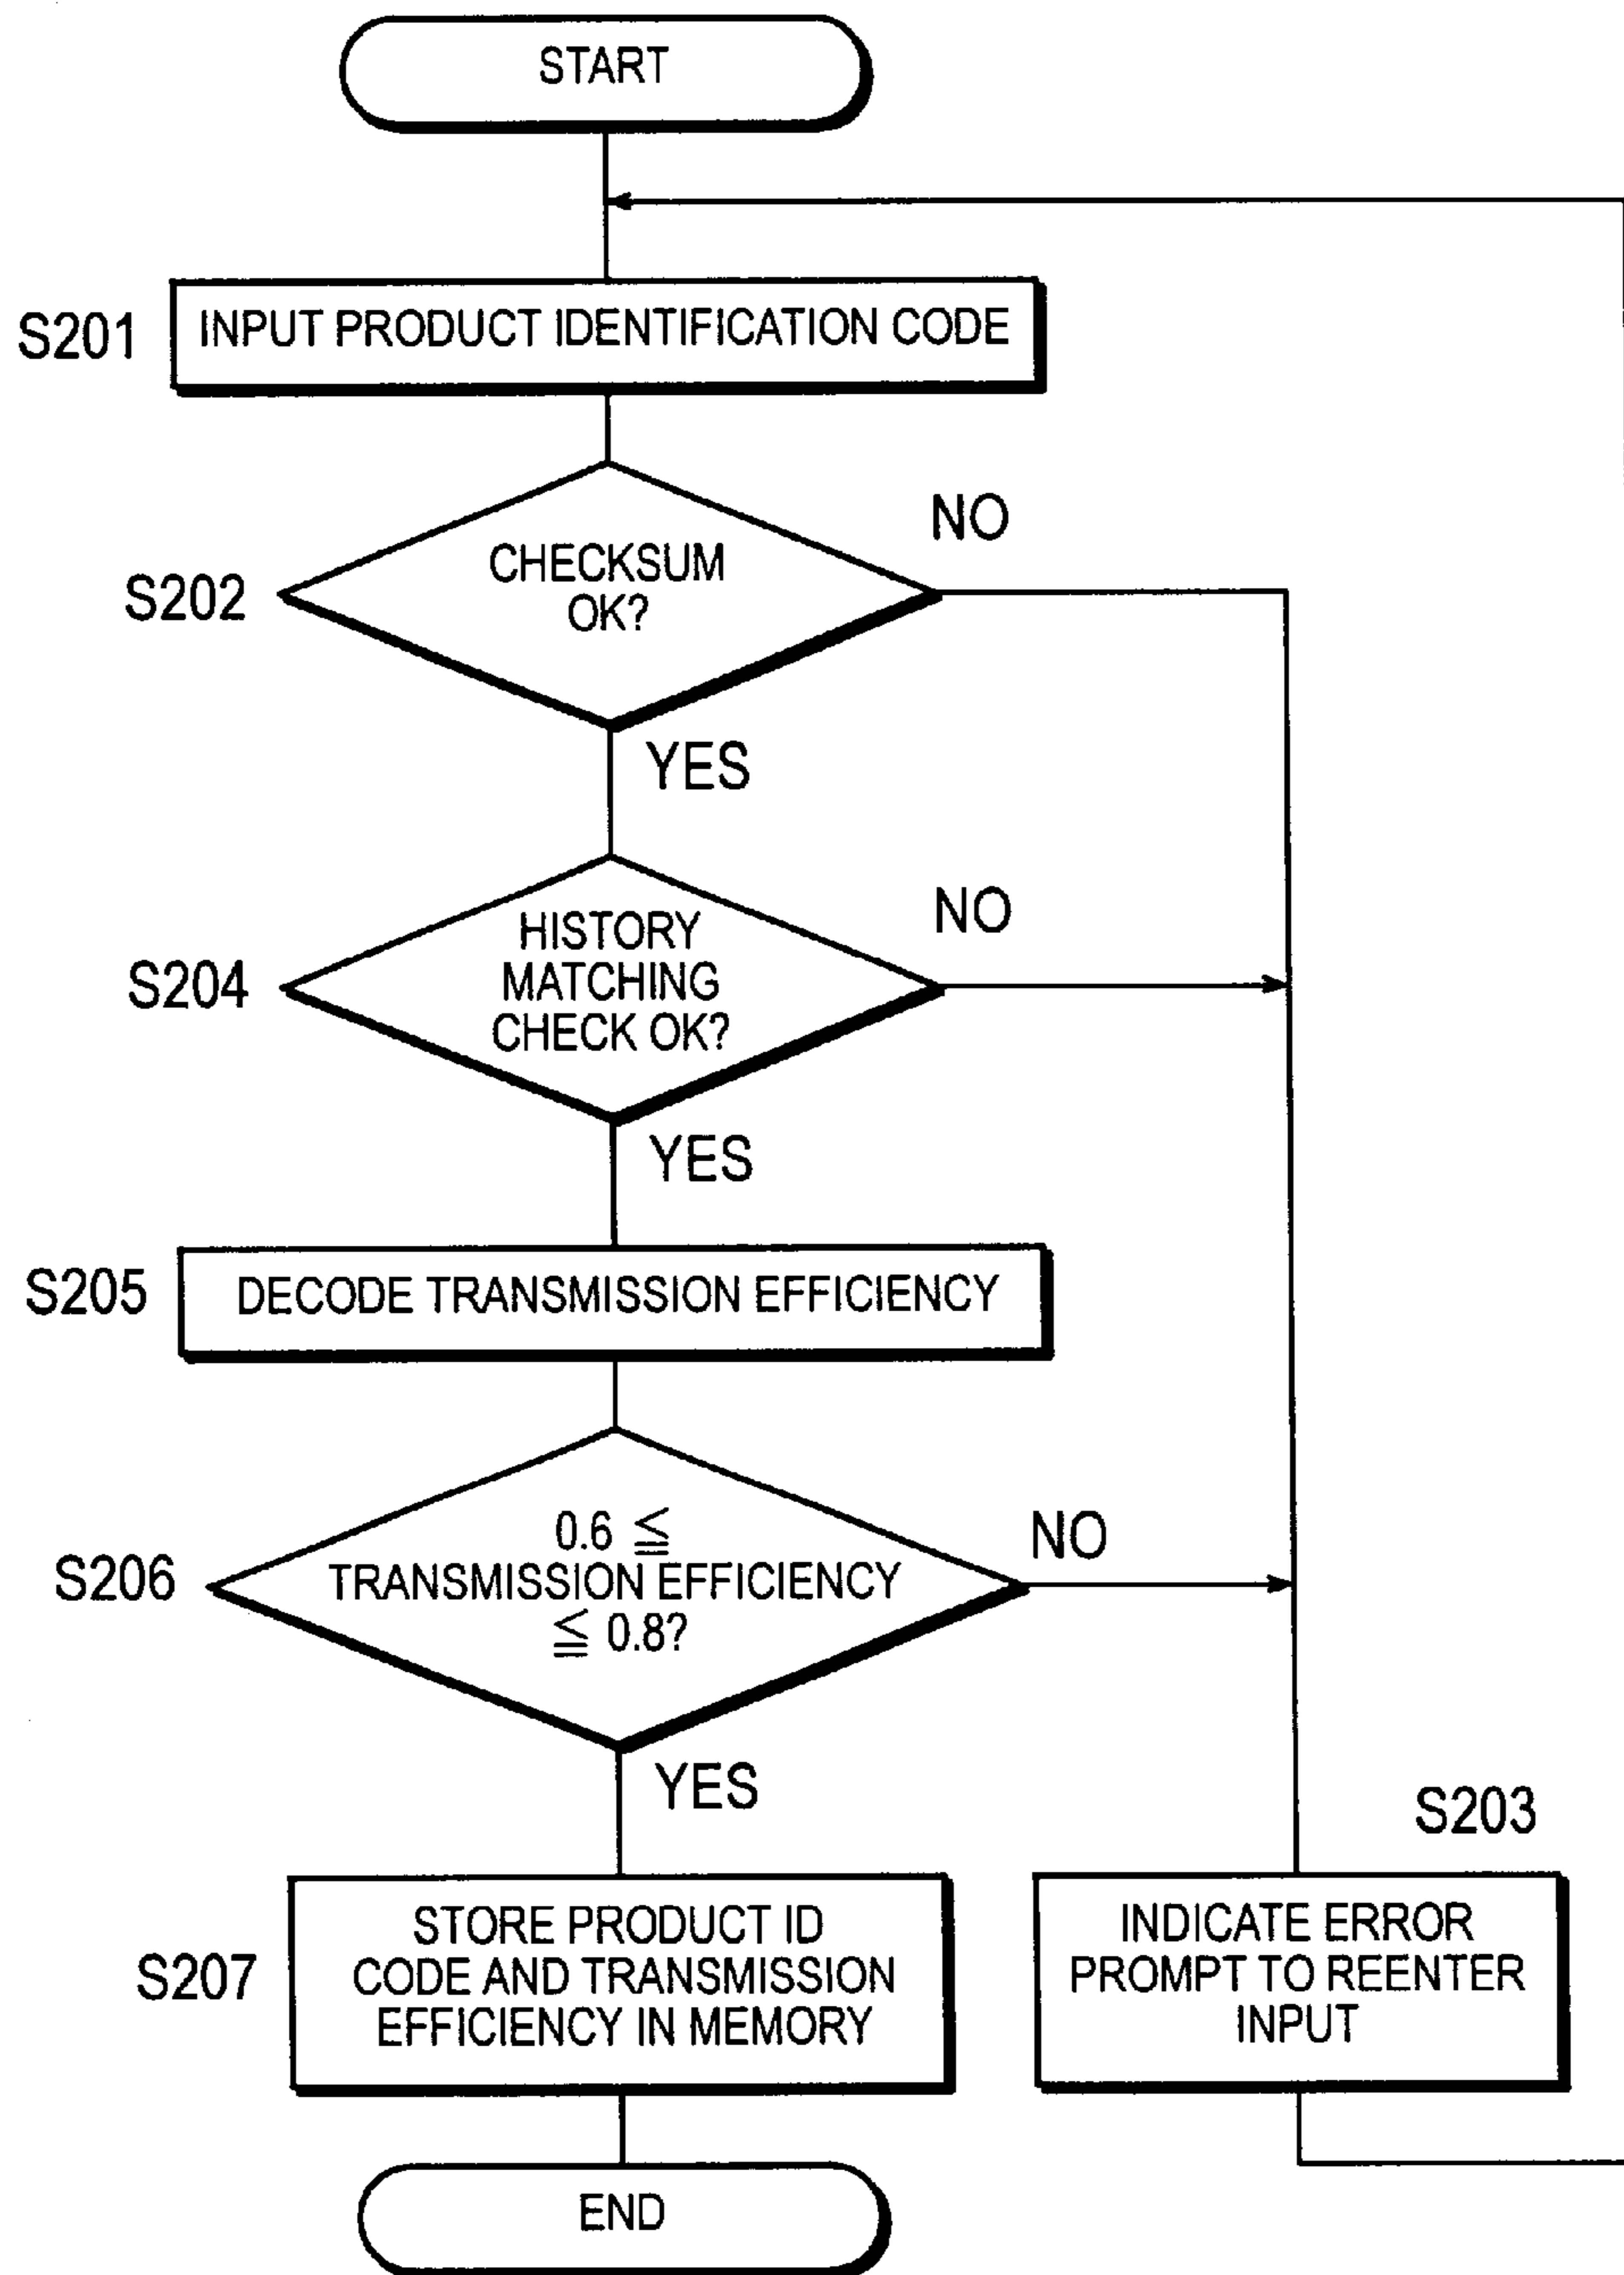 START
S201
INPUT PRODUCT IDENTIFICATION CODE
S202
CHECKSUM
OK?
NO
YES
S204
HISTORY
MATCHING
CHECK OK?
NO
YES
S205
DECODE TRANSMISSION EFFICIENCY
S206
0.6 ≦
TRANSMISSION EFFICIENCY
≦ 0.8?
NO
YES
S207
STORE PRODUCT ID
CODE AND TRANSMISSION
EFFICIENCY IN MEMORY
S203
INDICATE ERROR
PROMPT TO REENTER
INPUT
END